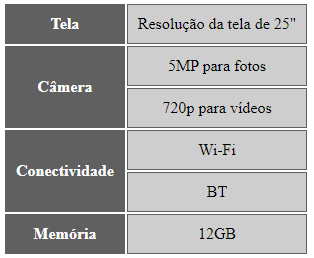 Tela
Resolução da tela de 25"
Câmera
5MP para fotos
720p para vídeos
Conectividade
Wi-Fi
BT
Memória
12GB